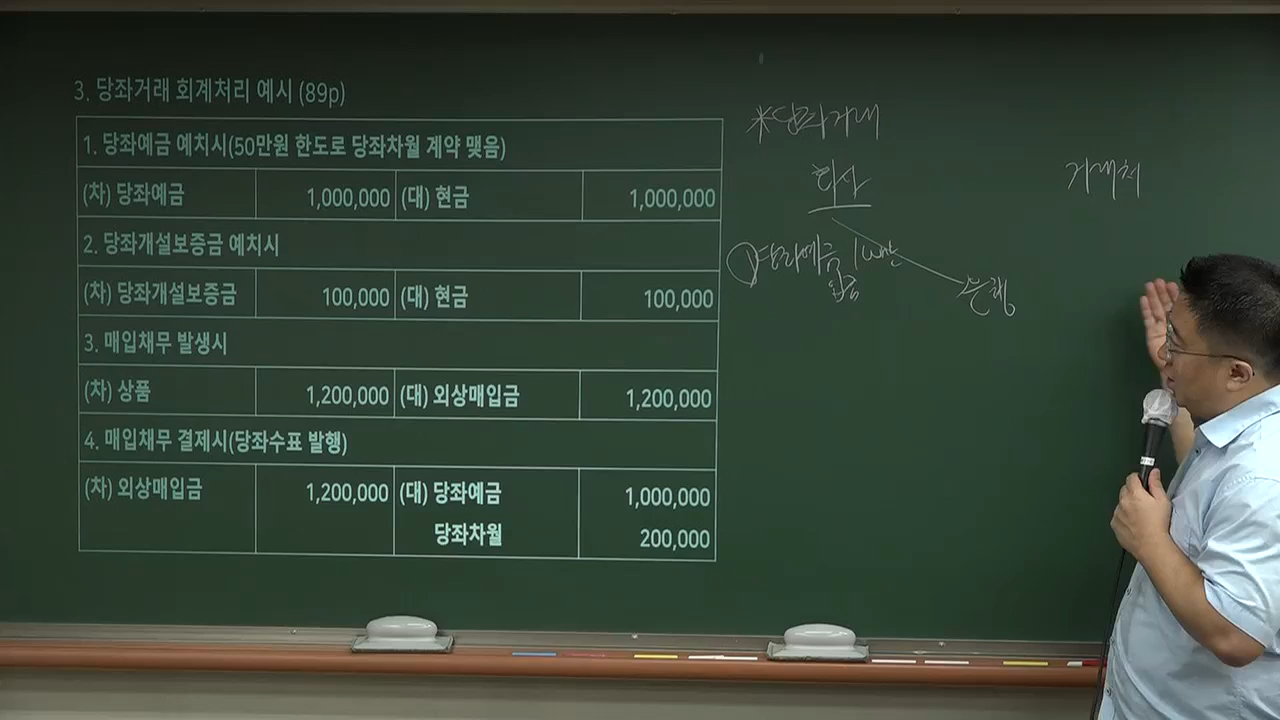 3. 당좌거래 회계처리 예시 (89p)
1. 당좌예금 예치시(50만원 한도로 당좌차월 계약 맺음)
(차) 당좌예금 1,000,000 (대) 현금 1,000,000
2. 당좌개설보증금 예치시
(차) 당좌개설보증금 100,000 (대) 현금 100,000
3. 매입채무 발생시
(차) 상품 1,200,000 (대) 외상매입금 1,200,000
4. 매입채무 결제시(당좌수표 발행)
(차) 외상매입금 1,200,000 (대) 당좌예금 1,000,000
당좌차월 200,000
*당좌거래
회사
거래처
① 당좌예금 100만
입금
은행